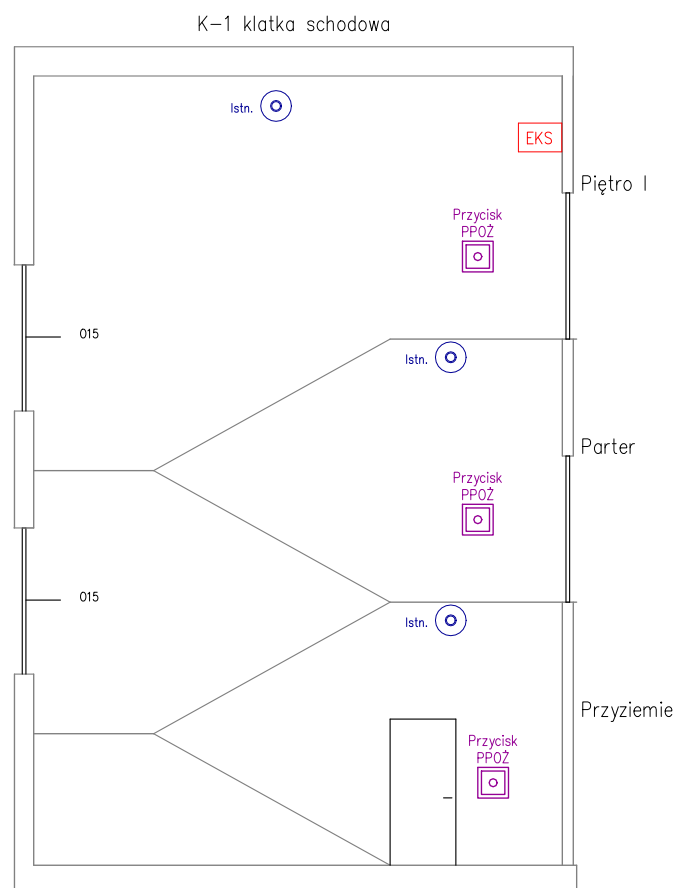 K-1 klatka schodowa
Istn.
EKS
Piętro I
Przycisk
PPOŻ
015
Istn.
Parter
Przycisk
PPOŻ
015
Istn.
Przyziemie
Przycisk
PPOŻ